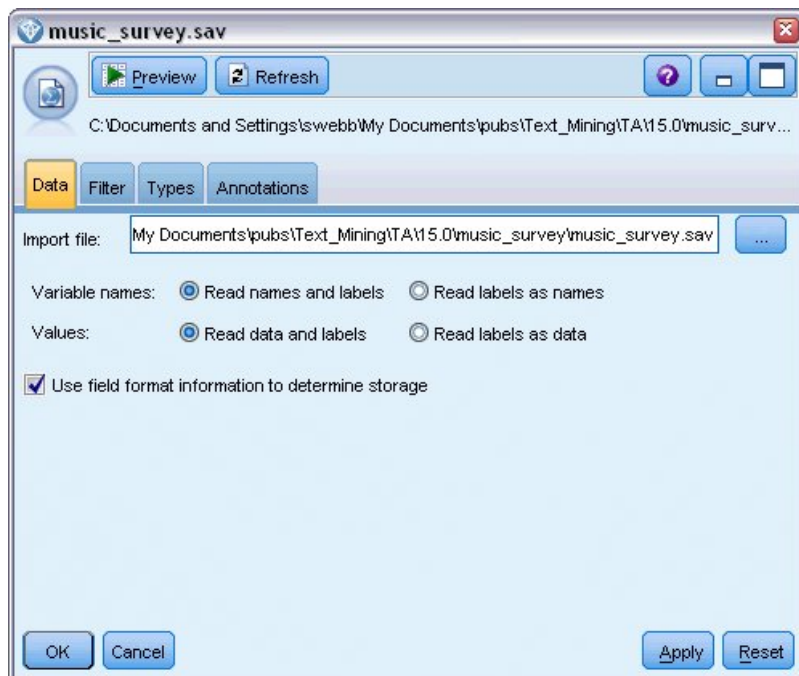 music_survey.sav
Preview Refresh
C:\Documents and Settings\swebb\My Documents\pubs\Text_Mining\TA\15.0\music_surv...
Data Filter Types Annotations
Import file: My Documents\pubs\Text_Mining\TA\15.0\music_survey\music_survey.sav ...
Variable names: Read names and labels Read labels as names
Values: Read data and labels Read labels as data
Use field format information to determine storage
OK Cancel Apply Reset